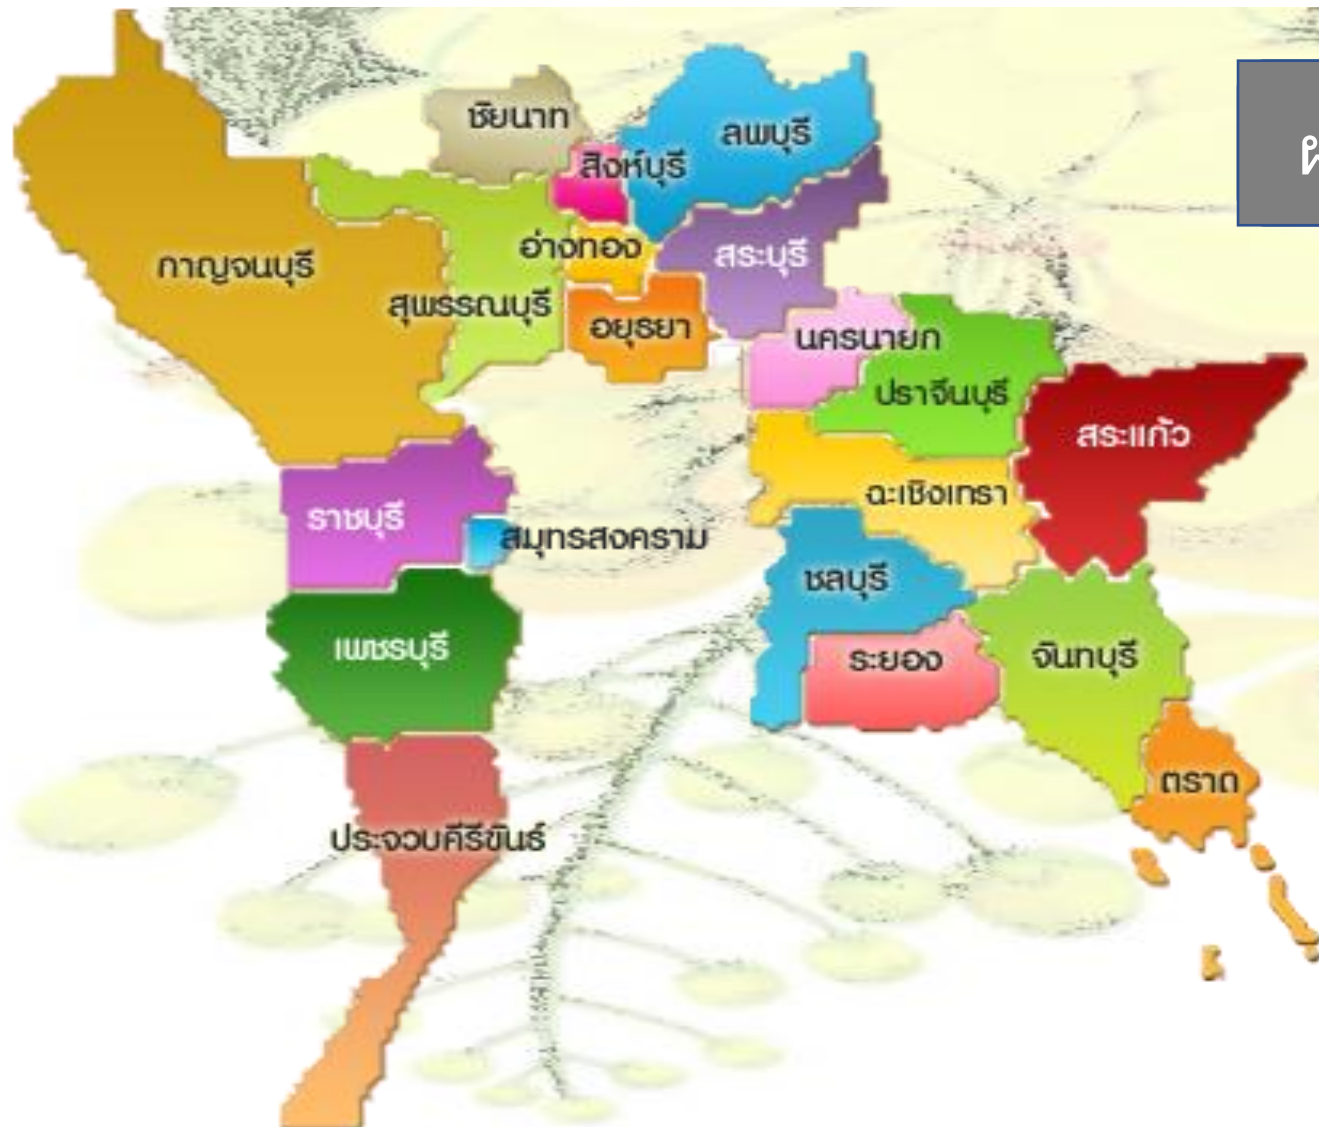 ชัยนาท
ลพบุรี
สิงห์บุรี
อ่างทอง
สระบุรี
กาญจนบุรี
สุพรรณบุรี
อยุธยา
นครนายก
ปราจีนบุรี
สระแก้ว
ฉะเชิงเทรา
ราชบุรี
สมุทรสงคราม
ชลบุรี
เพชรบุรี
ระยอง
จันทบุรี
ตราด
ประจวบคีรีขันธ์